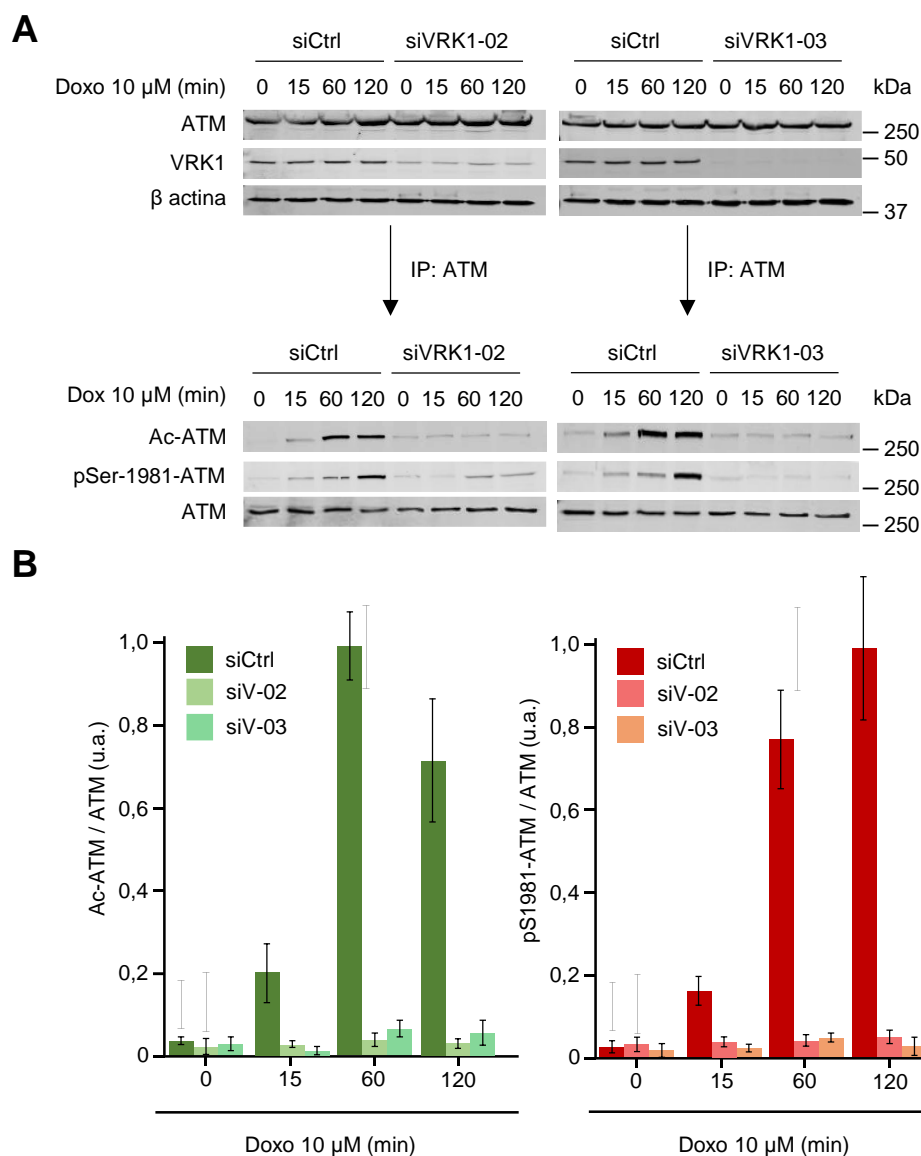 A
siCtrl siVRK1-02 siCtrl siVRK1-03
Doxo 10 µM (min) 0 15 60 120 0 15 60 120 0 15 60 120 0 15 60 120 kDa
ATM 250
VRK1 50
β actina 37
IP: ATM IP: ATM
siCtrl siVRK1-02 siCtrl siVRK1-03
Dox 10 µM (min) 0 15 60 120 0 15 60 120 0 15 60 120 0 15 60 120 kDa
Ac-ATM 250
pSer-1981-ATM 250
ATM 250
B
Ac-ATM / ATM (u.a.)
1,0
0,8
0,6
0,4
0,2
0
siCtrl
siV-02
siV-03
0 15 60 120
Doxo 10 µM (min)
pS1981-ATM / ATM (u.a.)
1,0
0,8
0,6
0,4
0,2
0
siCtrl
siV-02
siV-03
0 15 60 120
Doxo 10 µM (min)